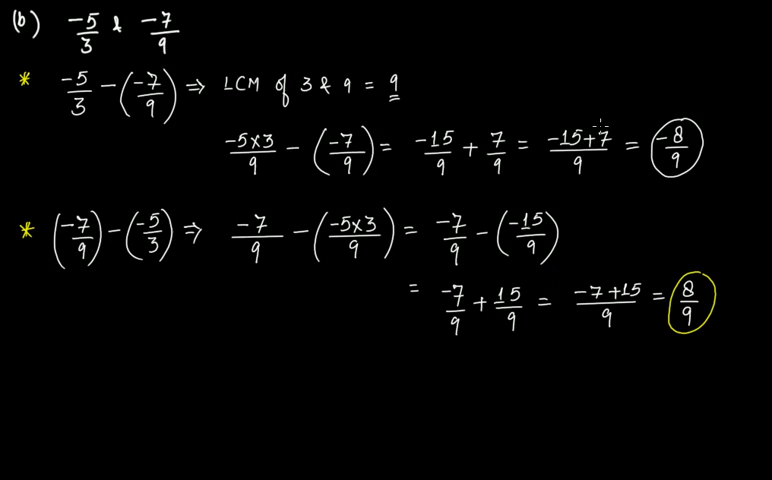 (b) -5/3 & -7/9
* -5/3 - (-7/9) ⇒ LCM of 3 & 9 = 9
-5×3/9 - (-7/9) = -15/9 + 7/9 = -15+7/9 = -8/9
* (-7/9) - (-5/3) ⇒ -7/9 - (-5×3/9) = -7/9 - (-15/9)
= -7/9 + 15/9 = -7+15/9 = 8/9